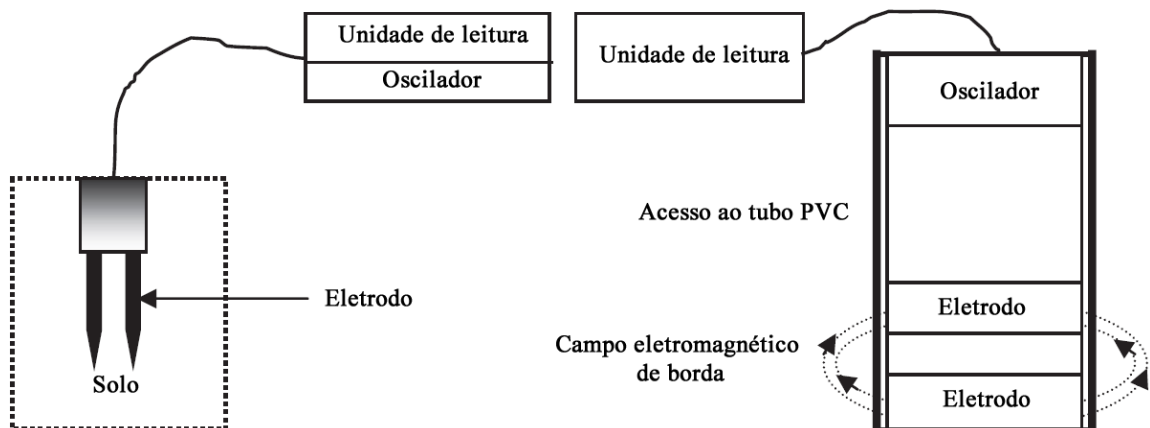 Unidade de leitura
Oscilador
Eletrodo
Solo
Unidade de leitura
Oscilador
Acesso ao tubo PVC
Eletrodo
Campo eletromagnético
de borda
Eletrodo